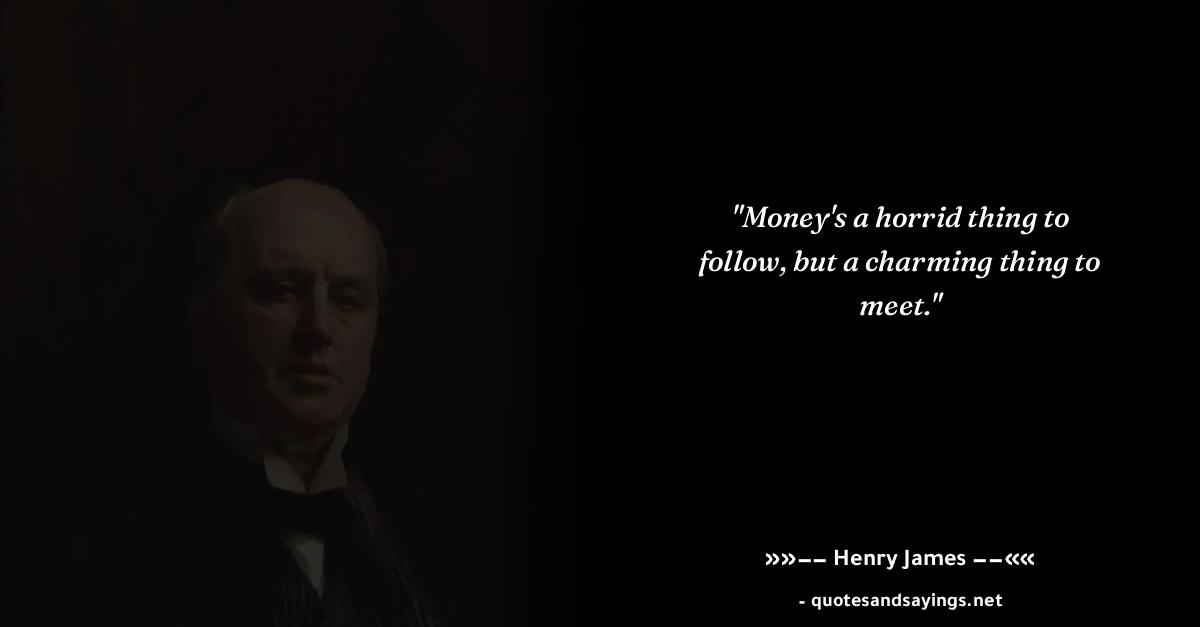 "Money's a horrid thing to
follow, but a charming thing to
meet."
»»–– Henry James ––««
- quotesandsayings.net